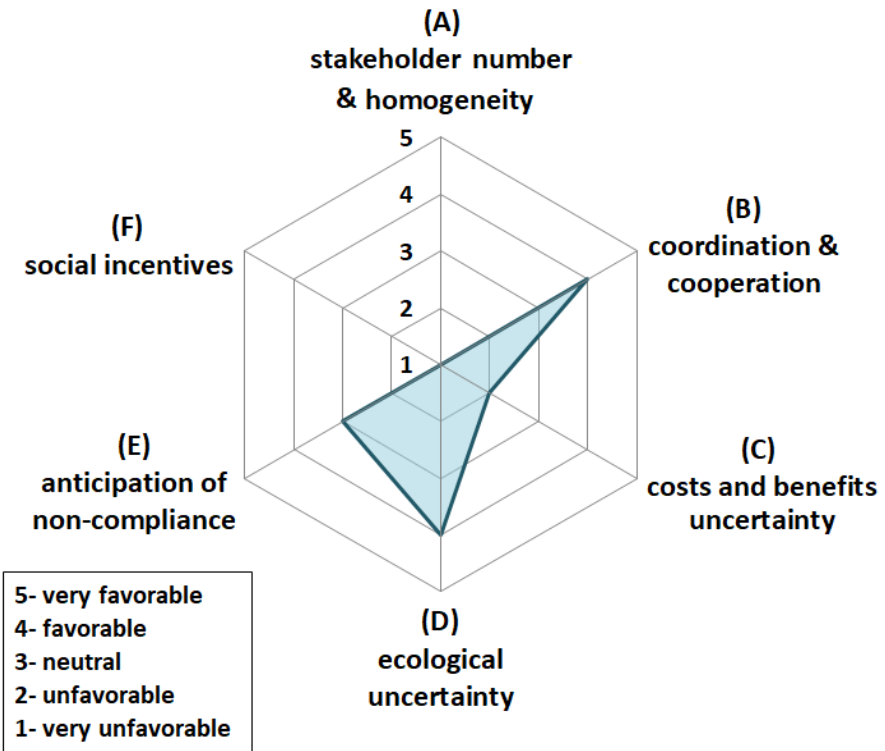 (A)
stakeholder number
& homogeneity
5
4
3
2
1
(B)
coordination &
cooperation
(C)
costs and benefits
uncertainty
(D)
ecological
uncertainty
(E)
anticipation of
non-compliance
(F)
social incentives
5- very favorable
4- favorable
3- neutral
2- unfavorable
1- very unfavorable